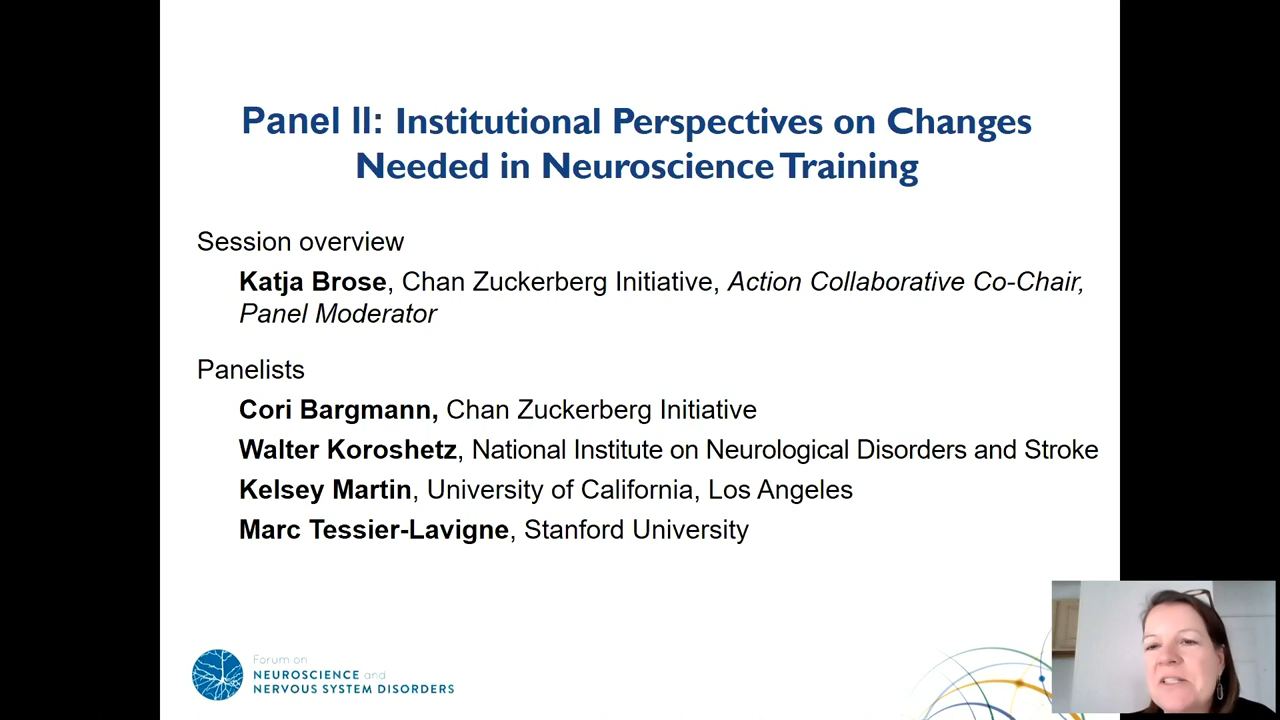 Panel II: Institutional Perspectives on Changes
Needed in Neuroscience Training
Session overview
Katja Brose, Chan Zuckerberg Initiative, Action Collaborative Co-Chair,
Panel Moderator
Panelists
Cori Bargmann, Chan Zuckerberg Initiative
Walter Koroshetz, National Institute on Neurological Disorders and Stroke
Kelsey Martin, University of California, Los Angeles
Marc Tessier-Lavigne, Stanford University
Forum on
NEUROSCIENCE and
NERVOUS SYSTEM DISORDERS